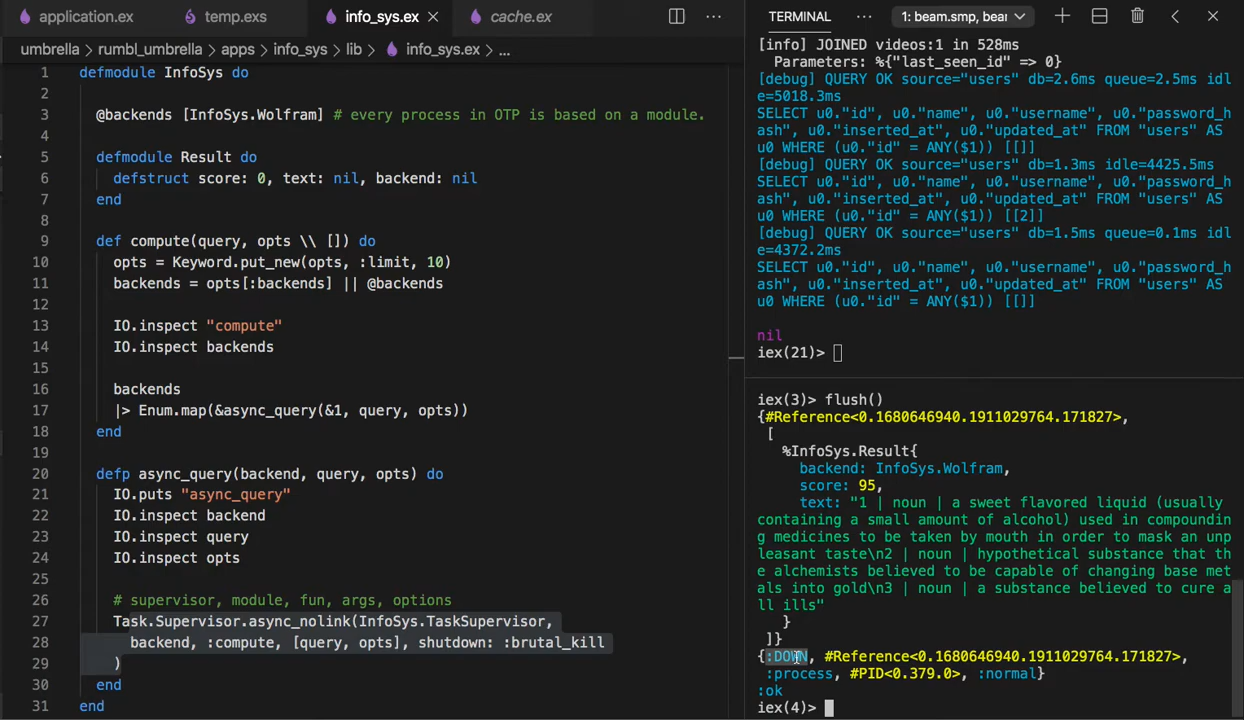 application.ex
temp.exs
info_sys.ex
cache.ex
umbrella > rumbl_umbrella > apps > info_sys > lib > info_sys.ex > ...
1 defmodule InfoSys do
2
3 @backends [InfoSys.Wolfram] # every process in OTP is based on a module.
4
5 defmodule Result do
6 defstruct score: 0, text: nil, backend: nil
7 end
8
9 def compute(query, opts \\ []) do
10 opts = Keyword.put_new(opts, :limit, 10)
11 backends = opts[:backends] || @backends
12
13 IO.inspect "compute"
14 IO.inspect backends
15
16 backends
17 |> Enum.map(&async_query(&1, query, opts))
18 end
19
20 defp async_query(backend, query, opts) do
21 IO.puts "async_query"
22 IO.inspect backend
23 IO.inspect query
24 IO.inspect opts
25
26 # supervisor, module, fun, args, options
27 Task.Supervisor.async_nolink(InfoSys.TaskSupervisor,
28 backend, :compute, [query, opts], shutdown: :brutal_kill
29 )
30 end
31 end
TERMINAL ... 1: beam.smp, bear
[info] JOINED videos:1 in 528ms
Parameters: %{"last_seen_id" => 0}
[debug] QUERY OK source="users" db=2.6ms queue=2.5ms idl
e=5018.3ms
SELECT u0."id", u0."name", u0."username", u0."password_h
ash", u0."inserted_at", u0."updated_at" FROM "users" AS
u0 WHERE (u0."id" = ANY($1)) [[]]
[debug] QUERY OK source="users" db=1.3ms idle=4425.5ms
SELECT u0."id", u0."name", u0."username", u0."password_h
ash", u0."inserted_at", u0."updated_at" FROM "users" AS
u0 WHERE (u0."id" = ANY($1)) [[2]]
[debug] QUERY OK source="users" db=1.5ms queue=0.1ms idl
e=4372.2ms
SELECT u0."id", u0."name", u0."username", u0."password_h
ash", u0."inserted_at", u0."updated_at" FROM "users" AS
u0 WHERE (u0."id" = ANY($1)) [[]]
nil
iex(21)>
iex(3)> flush()
{#Reference<0.1680646940.1911029764.171827>,
[
%InfoSys.Result{
backend: InfoSys.Wolfram,
score: 95,
text: "1 | noun | a sweet flavored liquid (usually
containing a small amount of alcohol) used in compoundin
g medicines to be taken by mouth in order to mask an unp
leasant taste\n2 | noun | hypothetical substance that th
e alchemists believed to be capable of changing base met
als into gold\n3 | noun | a substance believed to cure a
ll ills"
}
]}
{:DOWN, #Reference<0.1680646940.1911029764.171827>,
:process, #PID<0.379.0>, :normal}
:ok
iex(4)>